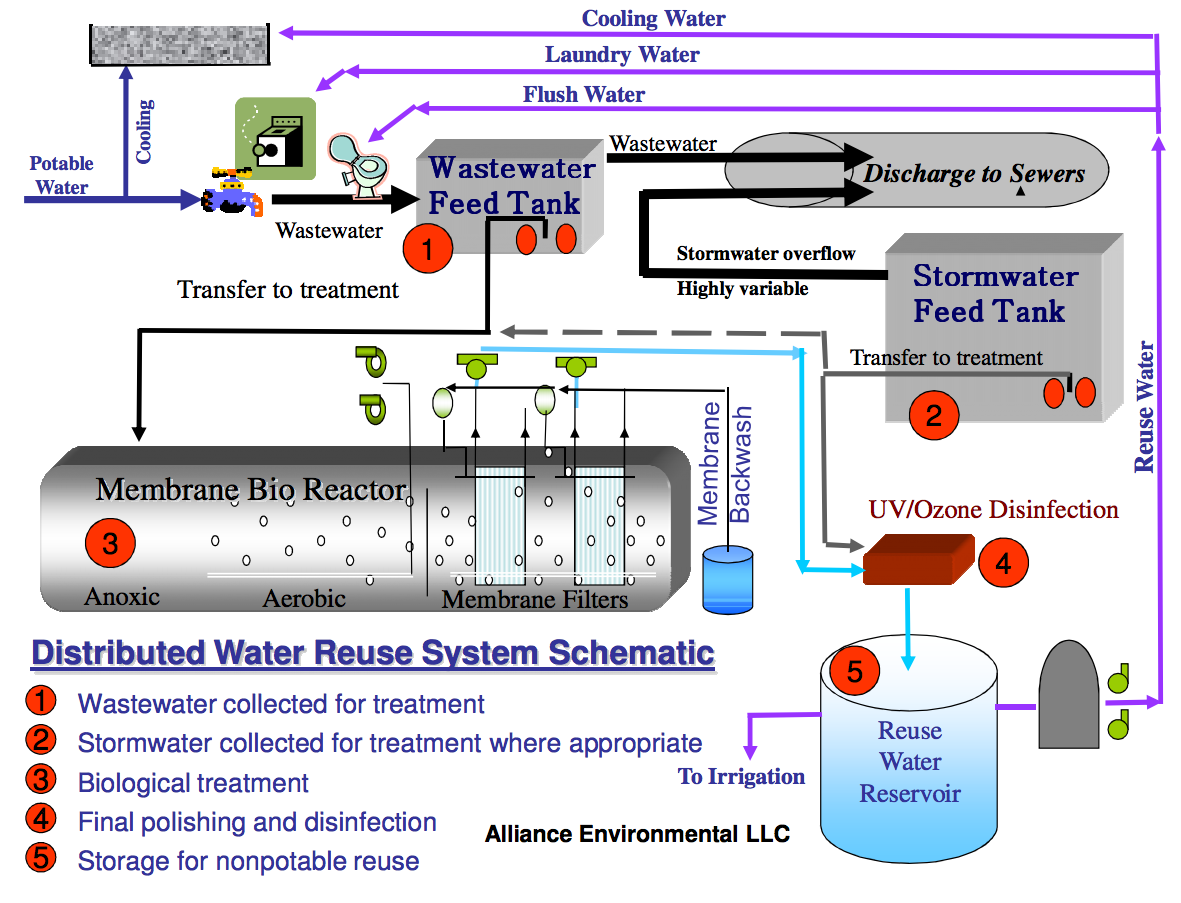 Cooling Water
Laundry Water
Flush Water
Cooling
Potable
Water
Wastewater
Wastewater
Feed Tank
1
Wastewater
Discharge to Sewers
Stormwater overflow
Highly variable
Stormwater
Feed Tank
Transfer to treatment
2
Transfer to treatment
Reuse Water
Membrane
Backwash
Membrane Bio Reactor
3
Anoxic
Aerobic
Membrane Filters
UV/Ozone Disinfection
4
5
Reuse
Water
Reservoir
To Irrigation
Distributed Water Reuse System Schematic
1 Wastewater collected for treatment
2 Stormwater collected for treatment where appropriate
3 Biological treatment
4 Final polishing and disinfection
5 Storage for nonpotable reuse
Alliance Environmental LLC